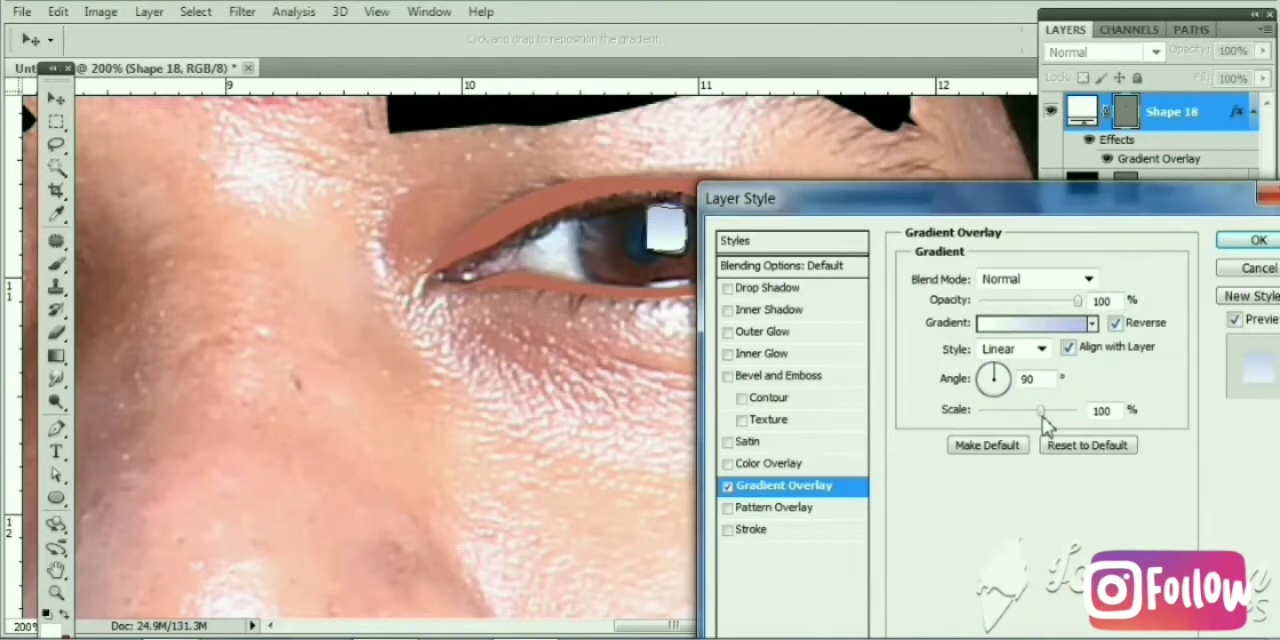 File Edit Image Layer Select Filter Analysis 3D View Window Help
Click and drag to reposition the gradient...
LAYERS CHANNELS PATHS
Normal Opacity: 100%
@ 200% (Shape 18, RGB/8) *
Lock: Fill: 100%
9 10 11 12
Shape 18 fx
Effects
Gradient Overlay
Layer Style
Styles
Blending Options: Default
Drop Shadow
Inner Shadow
Outer Glow
Inner Glow
Bevel and Emboss
Contour
Texture
Satin
Color Overlay
Gradient Overlay
Pattern Overlay
Stroke
Gradient Overlay
Gradient
Blend Mode: Normal
Opacity: 100 %
Gradient: Reverse
Style: Linear Align with Layer
Angle: 90 °
Scale: 100 %
Make Default Reset to Default
OK
Cancel
New Style
Preview
11
12
T
200% Doc: 24.9M/131.3M
Follow